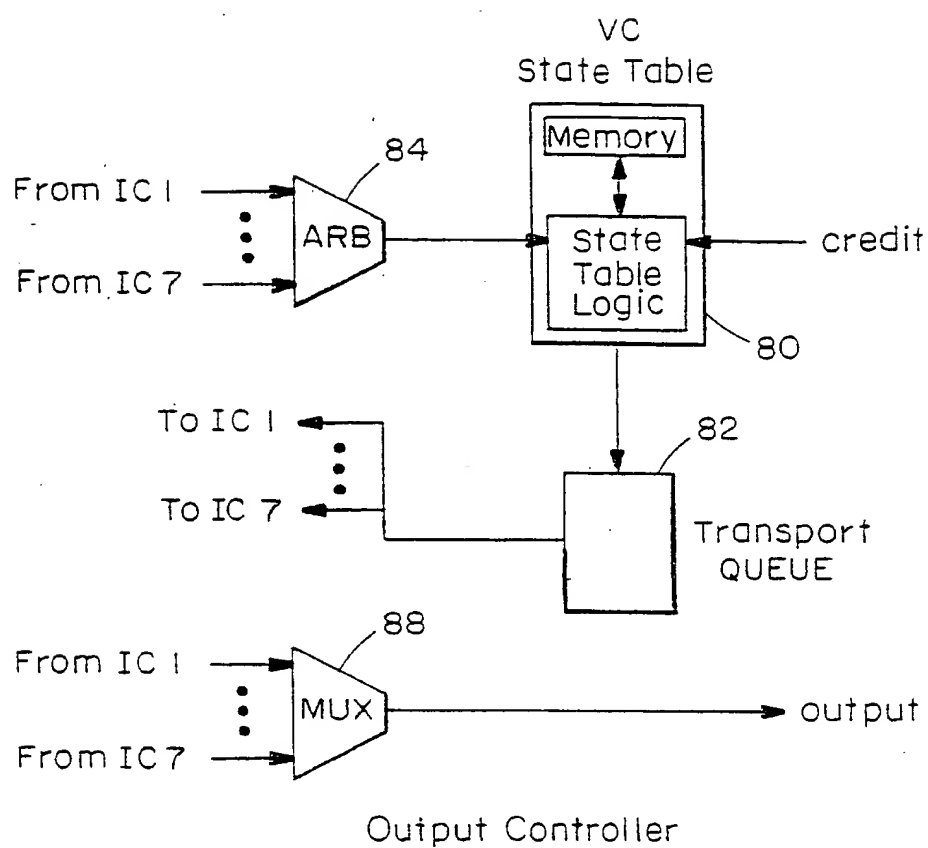 VC
State Table
Memory
84
From IC 1
ARB
State
Table
Logic
credit
From IC 7
80
To IC 1
82
To IC 7
Transport
QUEUE
88
From IC 1
MUX
output
From IC 7
Output Controller